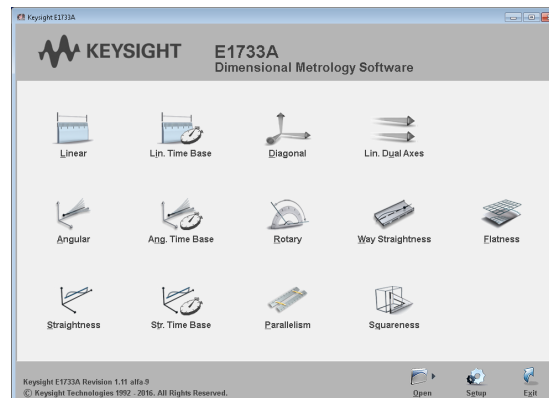 Keysight E1733A
KEYSIGHT
E1733A
Dimensional Metrology Software
Linear
Lin. Time Base
Diagonal
Lin. Dual Axes
Angular
Ang. Time Base
Rotary
Way Straightness
Flatness
Straightness
Str. Time Base
Parallelism
Squareness
Keysight E1733A Revision 1.11 alfa-9
© Keysight Technologies 1992 - 2016. All Rights Reserved.
Open
Setup
Exit